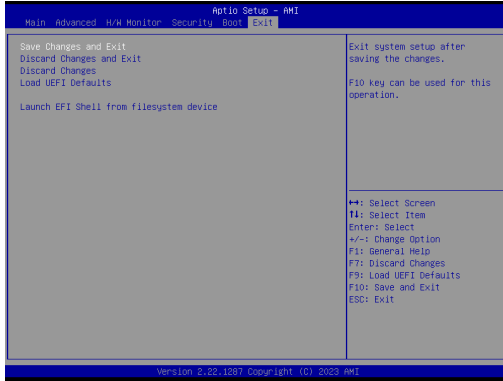 Aptio Setup - AMI
Main Advanced H/W Monitor Security Boot Exit
Save Changes and Exit
Discard Changes and Exit
Discard Changes
Load UEFI Defaults
Launch EFI Shell from filesystem device
Exit system setup after
saving the changes.
F10 key can be used for this
operation.
↔: Select Screen
↑↓: Select Item
Enter: Select
+/-: Change Option
F1: General Help
F7: Discard Changes
F9: Load UEFI Defaults
F10: Save and Exit
ESC: Exit
Version 2.22.1287 Copyright (C) 2023 AMI